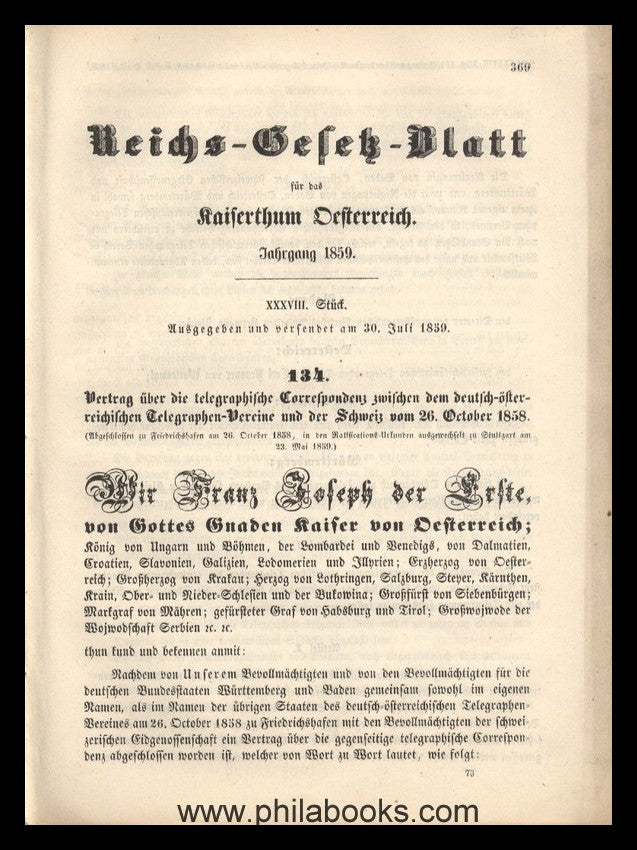 369
Reichs-Gesetz-Blatt
für das
Kaiserthum Oesterreich.
Jahrgang 1859.
XXXVIII. Stück.
Ausgegeben und versendet am 30. Juli 1859.
134.
Vertrag über die telegraphische Correspondenz zwischen dem deutsch-öster-
reichischen Telegraphen-Vereine und der Schweiz vom 26. October 1858.
(Abgeschlossen zu Friedrichshafen am 26. October 1858, in den Ratifications-Urkunden ausgewechselt zu Stuttgart am
23. Mai 1859.)
Wir Franz Joseph der Erste,
von Gottes Gnaden Kaiser von Oesterreich;
König von Ungarn und Böhmen, der Lombardei und Venedigs, von Dalmatien,
Croatien, Slavonien, Galizien, Lodomerien und Illyrien; Erzherzog von Oester-
reich; Großherzog von Krakau; Herzog von Lothringen, Salzburg, Steyer, Kärnthen,
Krain, Ober- und Nieder-Schlesien und der Bukowina; Großfürst von Siebenbürgen;
Markgraf von Mähren; gefürsteter Graf von Habsburg und Tirol; Großwojwode der
Wojwodschaft Serbien ꝛc. ꝛc.
thun kund und bekennen anmit:
Nachdem von Unserem Bevollmächtigten und von den Bevollmächtigten für die
deutschen Bundesstaaten Württemberg und Baden gemeinsam sowohl im eigenen
Namen, als im Namen der übrigen Staaten des deutsch-österreichischen Telegraphen-
Vereines am 26. October 1858 zu Friedrichshafen mit den Bevollmächtigten der schwei-
zerischen Eidgenossenschaft ein Vertrag über die gegenseitige telegraphische Correspon-
denz abgeschlossen worden ist, welcher von Wort zu Wort lautet, wie folgt:
73
www.philabooks.com